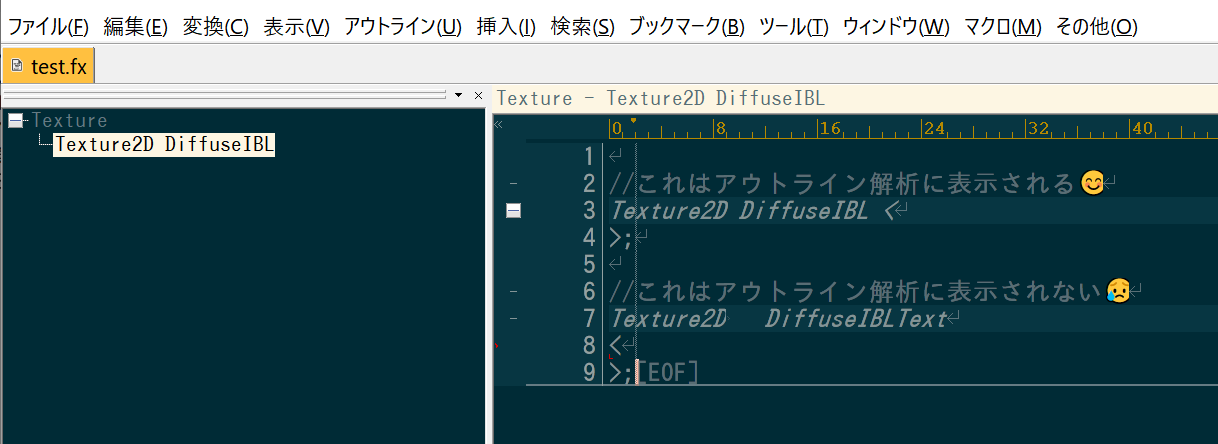 ファイル(F) 編集(E) 変換(C) 表示(V) アウトライン(U) 挿入(I) 検索(S) ブックマーク(B) ツール(T) ウィンドウ(W) マクロ(M) その他(O)
test.fx
Texture
Texture2D DiffuseIBL
Texture - Texture2D DiffuseIBL
0 8 16 24 32 40
1
2 //これはアウトライン解析に表示される😊
3 Texture2D DiffuseIBL <
4 >;
5
6 //これはアウトライン解析に表示されない😥
7 Texture2D   DiffuseIBLText
8 <
9 >;[EOF]